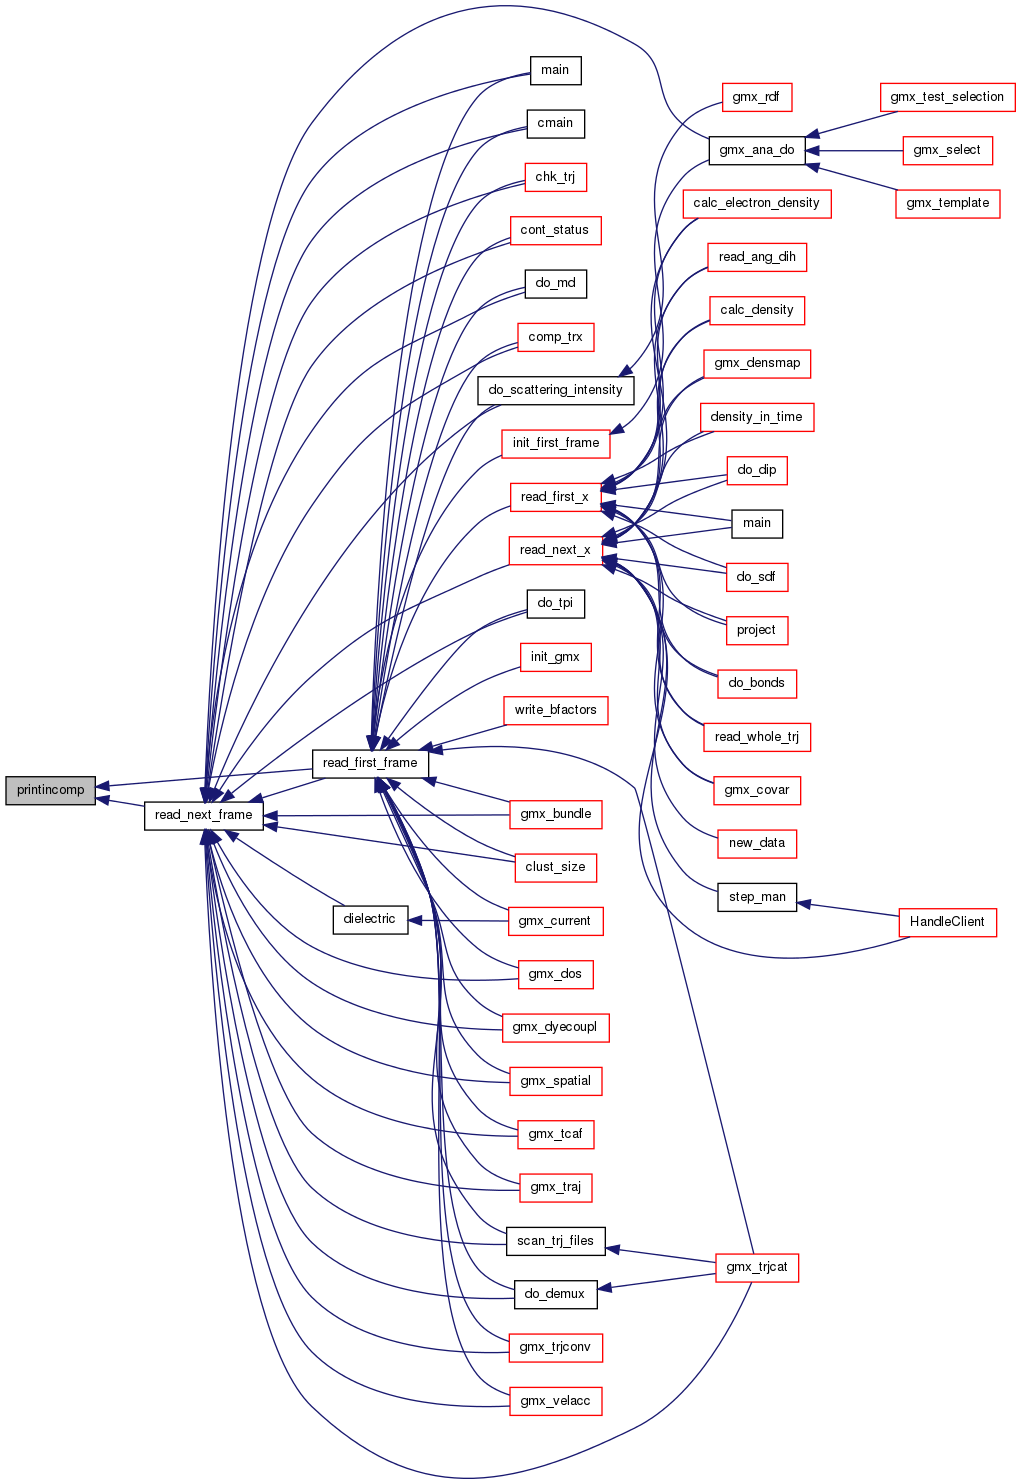 printincomp
read_next_frame
read_first_frame
dielectric
main
cmain
chk_trj
cont_status
do_md
comp_trx
do_scattering_intensity
init_first_frame
read_first_x
read_next_x
do_tpi
init_gmx
write_bfactors
gmx_bundle
clust_size
gmx_current
gmx_dos
gmx_dyecoupl
gmx_spatial
gmx_tcaf
gmx_traj
scan_trj_files
do_demux
gmx_trjconv
gmx_velacc
gmx_rdf
gmx_ana_do
calc_electron_density
read_ang_dih
calc_density
gmx_densmap
density_in_time
do_dip
main
do_sdf
project
do_bonds
read_whole_trj
gmx_covar
new_data
step_man
gmx_trjcat
gmx_test_selection
gmx_select
gmx_template
HandleClient